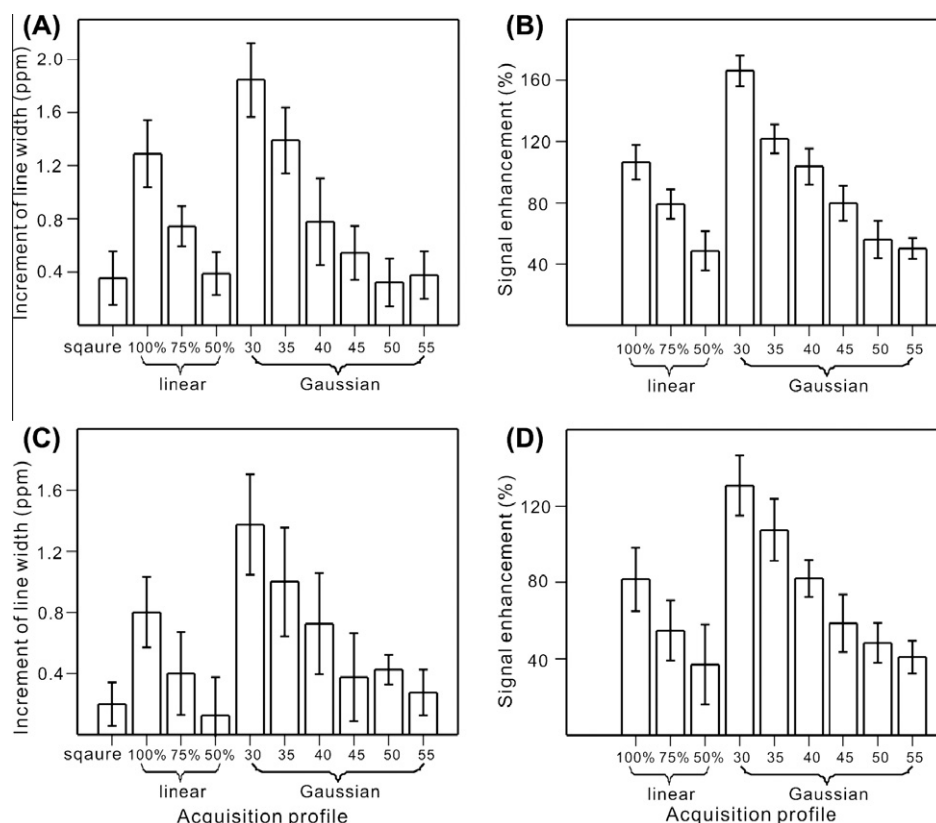 (A)
Increment of line width (ppm)
2.0
1.6
1.2
0.8
0.4
sqaure 100% 75% 50% 30 35 40 45 50 55
linear Gaussian
(B)
Signal enhancement (%)
160
120
80
40
100% 75% 50% 30 35 40 45 50 55
linear Gaussian
(C)
Increment of line width (ppm)
1.6
1.2
0.8
0.4
sqaure 100% 75% 50% 30 35 40 45 50 55
linear Gaussian
Acquisition profile
(D)
Signal enhancement (%)
120
80
40
100% 75% 50% 30 35 40 45 50 55
linear Gaussian
Acquisition profile